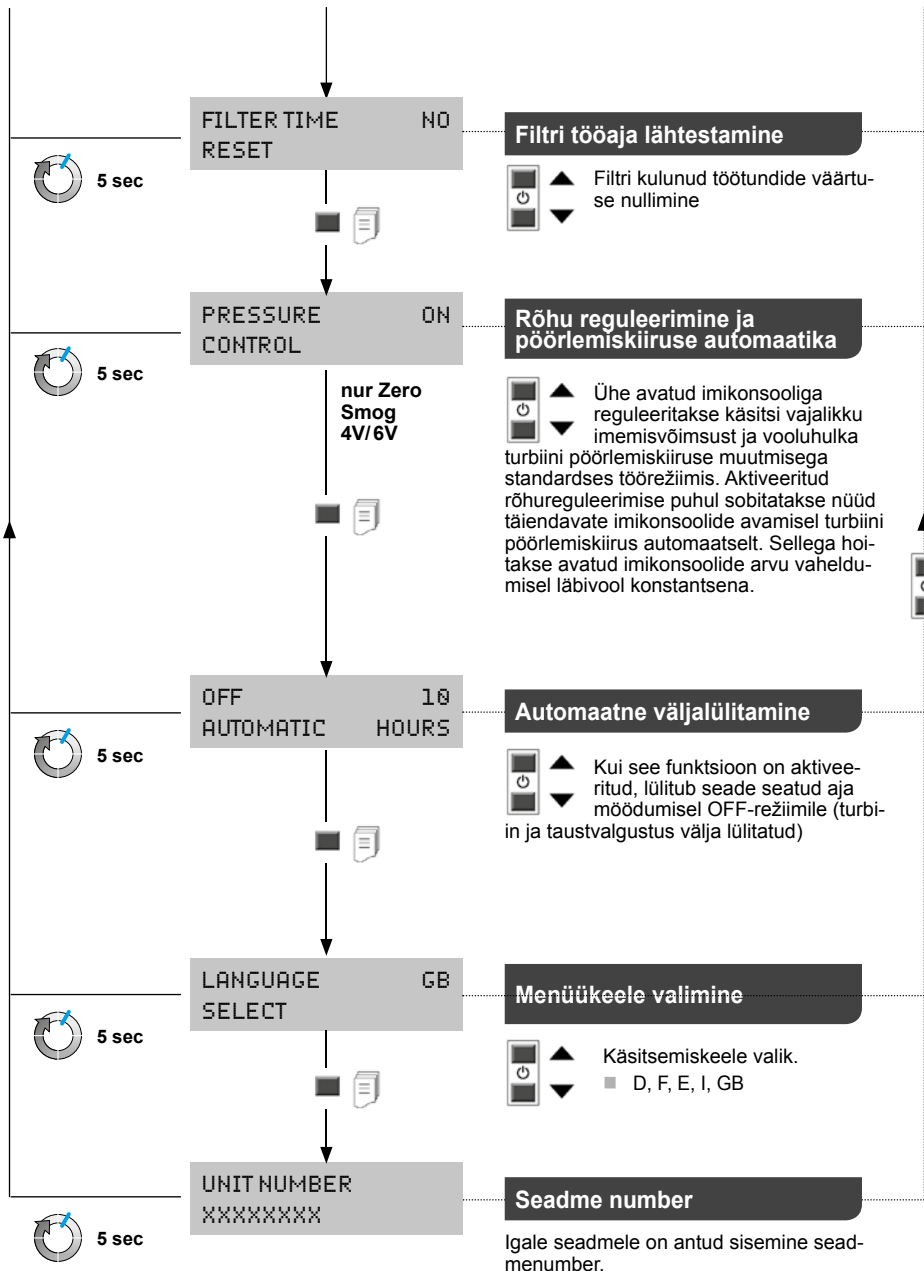 FILTER TIME NO
RESET
5 sec
Filtri tööaja lähtestamine
Filtri kulunud töötundide väärtu-
se nullimine
PRESSURE ON
CONTROL
5 sec
nur Zero
Smog
4V/6V
Rõhu reguleerimine ja
pöörlemiskiiruse automaatika
Ühe avatud imikonsooliga
reguleeritakse käsitsi vajalikku
imemisvõimsust ja vooluhulka
turbiini pöörlemiskiiruse muutmisega
standardses töörežiimis. Aktiveeritud
rõhureguleerimise puhul sobitatakse nüüd
täiendavate imikonsoolide avamisel turbiini
pöörlemiskiirus automaatselt. Sellega hoi-
takse avatud imikonsoolide arvu vaheldu-
misel läbivool konstantsena.
OFF 10
AUTOMATIC HOURS
5 sec
Automaatne väljalülitamine
Kui see funktsioon on aktivee-
ritud, lülitub seade seatud aja
möödumisel OFF-režiimile (turbi-
in ja taustvalgustus välja lülitatud)
LANGUAGE GB
SELECT
5 sec
Menüükeele valimine
Käsitsemiskeele valik.
■ D, F, E, I, GB
UNIT NUMBER
XXXXXXXX
5 sec
Seadme number
Igale seadmele on antud sisemine sead-
menumber.